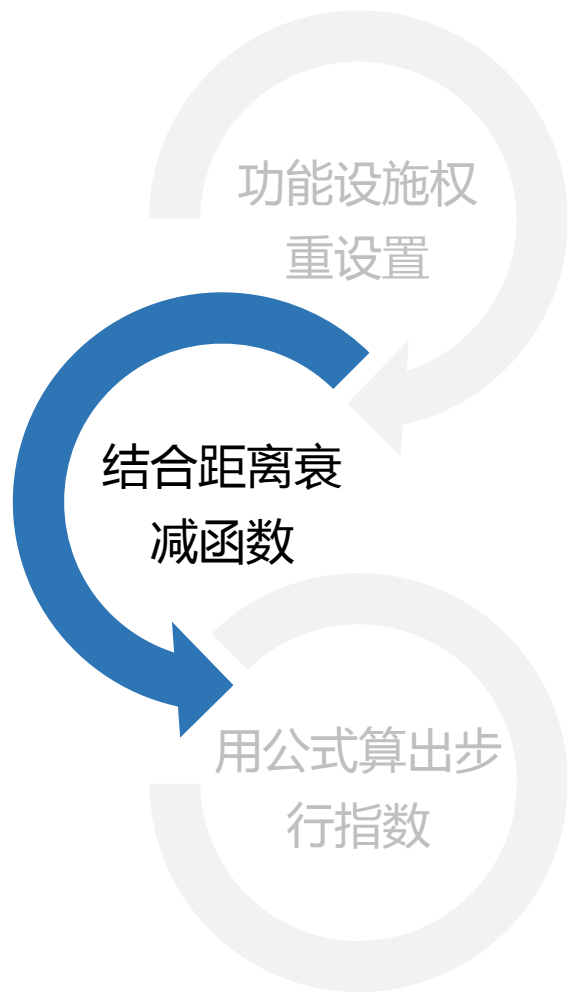 功能设施权
重设置
结合距离衰
减函数
用公式算出步
行指数